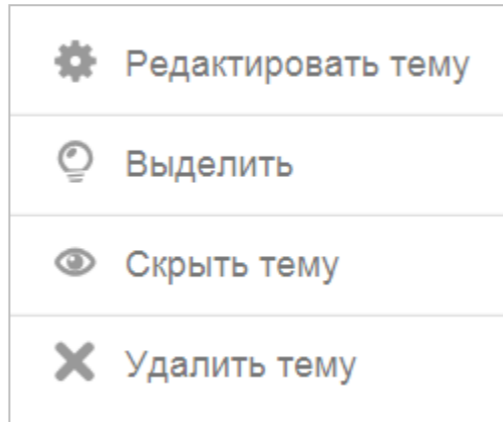 Редактировать тему
Выделить
Скрыть тему
Удалить тему